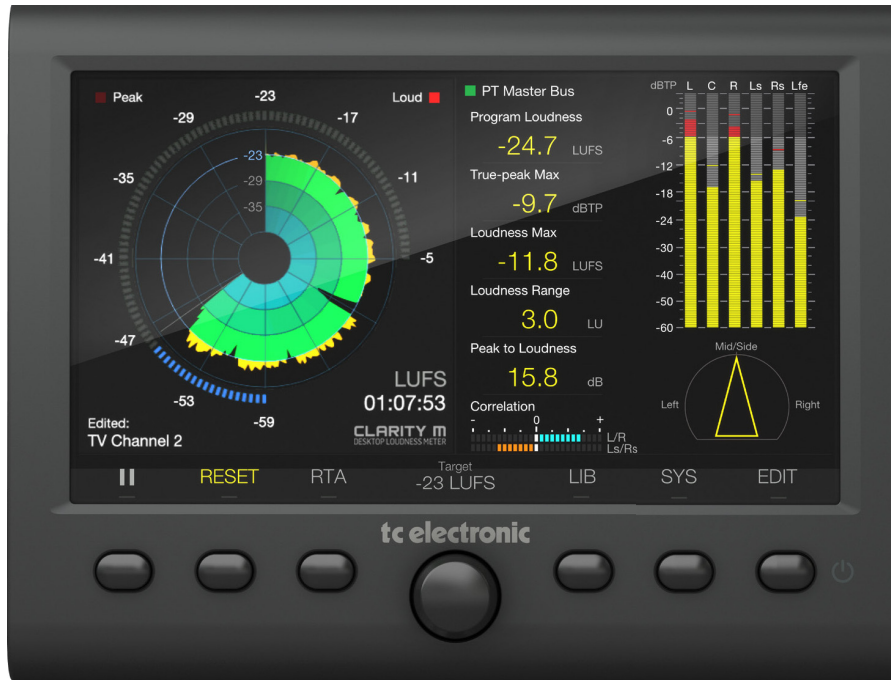 Peak
Loud
-23
-29
-17
-35
-11
-41
-5
-47
-53
-59
-23
-29
-35
LUFS
01:07:53
Edited:
TV Channel 2
CLARITY M
DESKTOP LOUDNESS METER
PT Master Bus
Program Loudness
-24.7 LUFS
True-peak Max
-9.7 dBTP
Loudness Max
-11.8 LUFS
Loudness Range
3.0 LU
Peak to Loudness
15.8 dB
Correlation
- 0 +
L/R
Ls/Rs
dBTP L C R Ls Rs Lfe
0
-6
-12
-18
-24
-30
-40
-50
-60
Mid/Side
Left
Right
RESET
RTA
Target
-23 LUFS
LIB
SYS
EDIT
tc electronic